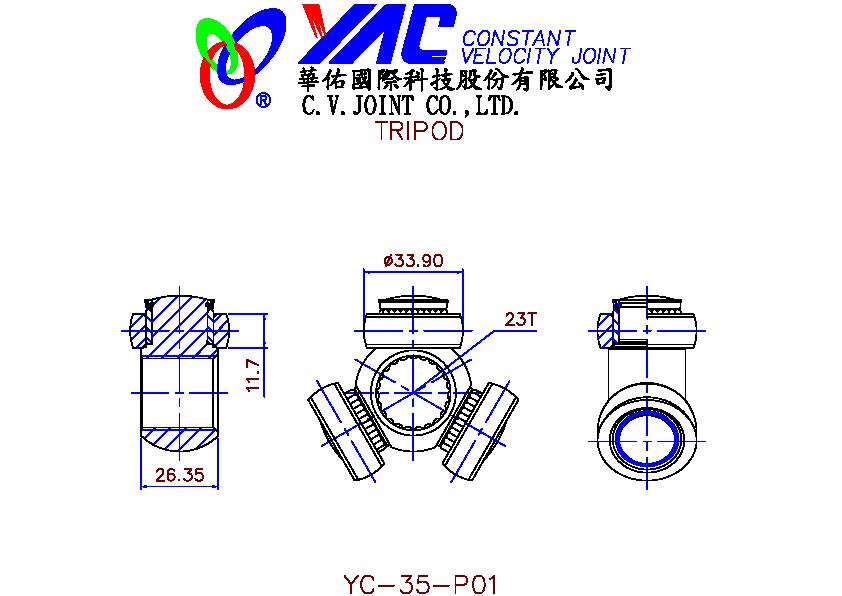 YAC CONSTANT
VELOCITY JOINT
華佑國際科技股份有限公司
® C.V.JOINT CO.,LTD.
TRIPOD
ø33.90
23T
11.7
26.35
YC-35-P01